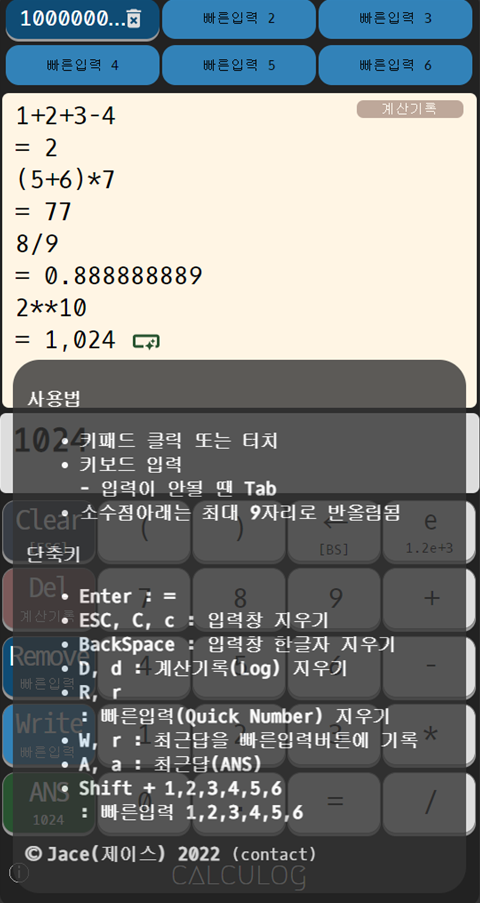 1000000...
빠른입력 2
빠른입력 3
빠른입력 4
빠른입력 5
빠른입력 6
계산기록
1+2+3-4
= 2
(5+6)*7
= 77
8/9
= 0.888888889
2**10
= 1,024
1024
사용법
• 키패드 클릭 또는 터치
• 키보드 입력
- 입력이 안될 땐 Tab
• 소수점아래는 최대 9자리로 반올림됨
단축키
• Enter : =
• ESC, C, c : 입력창 지우기
• BackSpace : 입력창 한글자 지우기
• D, d : 계산기록(Log) 지우기
• R, r
: 빠른입력(Quick Number) 지우기
• W, r : 최근답을 빠른입력버튼에 기록
• A, a : 최근답(ANS)
• Shift + 1,2,3,4,5,6
: 빠른입력 1,2,3,4,5,6
© Jace(제이스) 2022 (contact)
Clear
[ESC]
(
)
←
[BS]
e
1.2e+3
Del
계산기록
7
8
9
+
Remove
빠른입력
4
5
6
-
Write
빠른입력
1
2
3
*
ANS
1024
0
.
=
/
CALCULOG